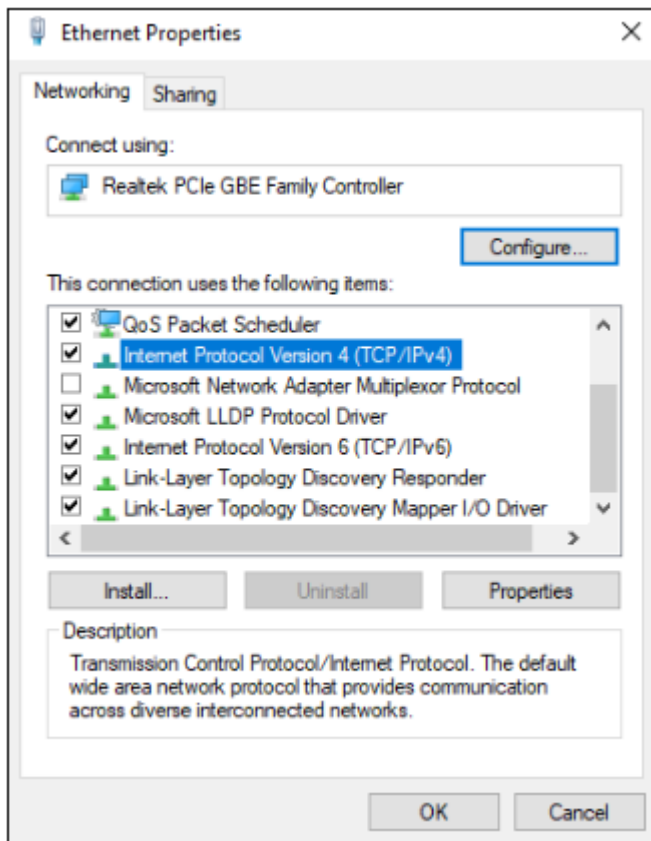 Ethernet Properties
Networking
Sharing
Connect using:
Realtek PCIe GBE Family Controller
Configure...
This connection uses the following items:
QoS Packet Scheduler
Internet Protocol Version 4 (TCP/IPv4)
Microsoft Network Adapter Multiplexor Protocol
Microsoft LLDP Protocol Driver
Internet Protocol Version 6 (TCP/IPv6)
Link-Layer Topology Discovery Responder
Link-Layer Topology Discovery Mapper I/O Driver
Install...
Uninstall
Properties
Description
Transmission Control Protocol/Internet Protocol. The default
wide area network protocol that provides communication
across diverse interconnected networks.
OK
Cancel